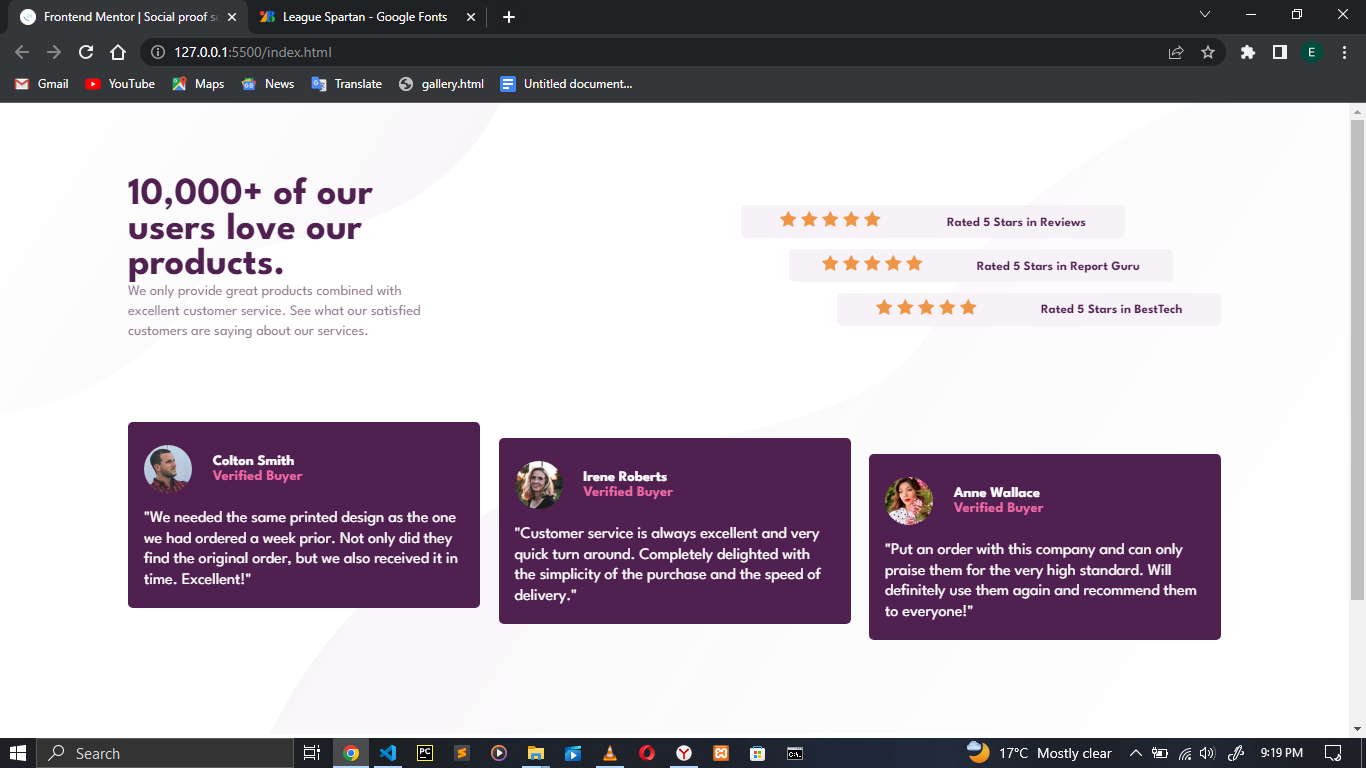 Frontend Mentor | Social proof se
League Spartan - Google Fonts
127.0.0.1:5500/index.html
E
Gmail
YouTube
Maps
News
Translate
gallery.html
Untitled document...
10,000+ of our
users love our
products.
We only provide great products combined with
excellent customer service. See what our satisfied
customers are saying about our services.
Rated 5 Stars in Reviews
Rated 5 Stars in Report Guru
Rated 5 Stars in BestTech
Colton Smith
Verified Buyer
"We needed the same printed design as the one
we had ordered a week prior. Not only did they
find the original order, but we also received it in
time. Excellent!"
Irene Roberts
Verified Buyer
"Customer service is always excellent and very
quick turn around. Completely delighted with
the simplicity of the purchase and the speed of
delivery."
Anne Wallace
Verified Buyer
"Put an order with this company and can only
praise them for the very high standard. Will
definitely use them again and recommend them
to everyone!"
Search
PC
17°C Mostly clear
9:19 PM